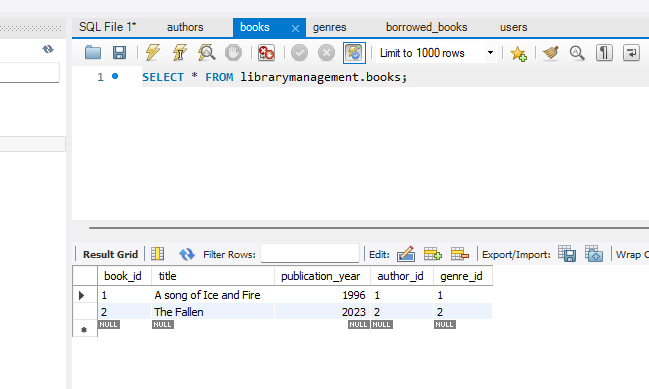 SQL File 1* authors books genres borrowed_books users
Limit to 1000 rows
1 SELECT * FROM librarymanagement.books;
Result Grid Filter Rows: Edit: Export/Import: Wrap C
book_id title publication_year author_id genre_id
1 A song of Ice and Fire 1996 1 1
2 The Fallen 2023 2 2
NULL NULL NULL NULL NULL